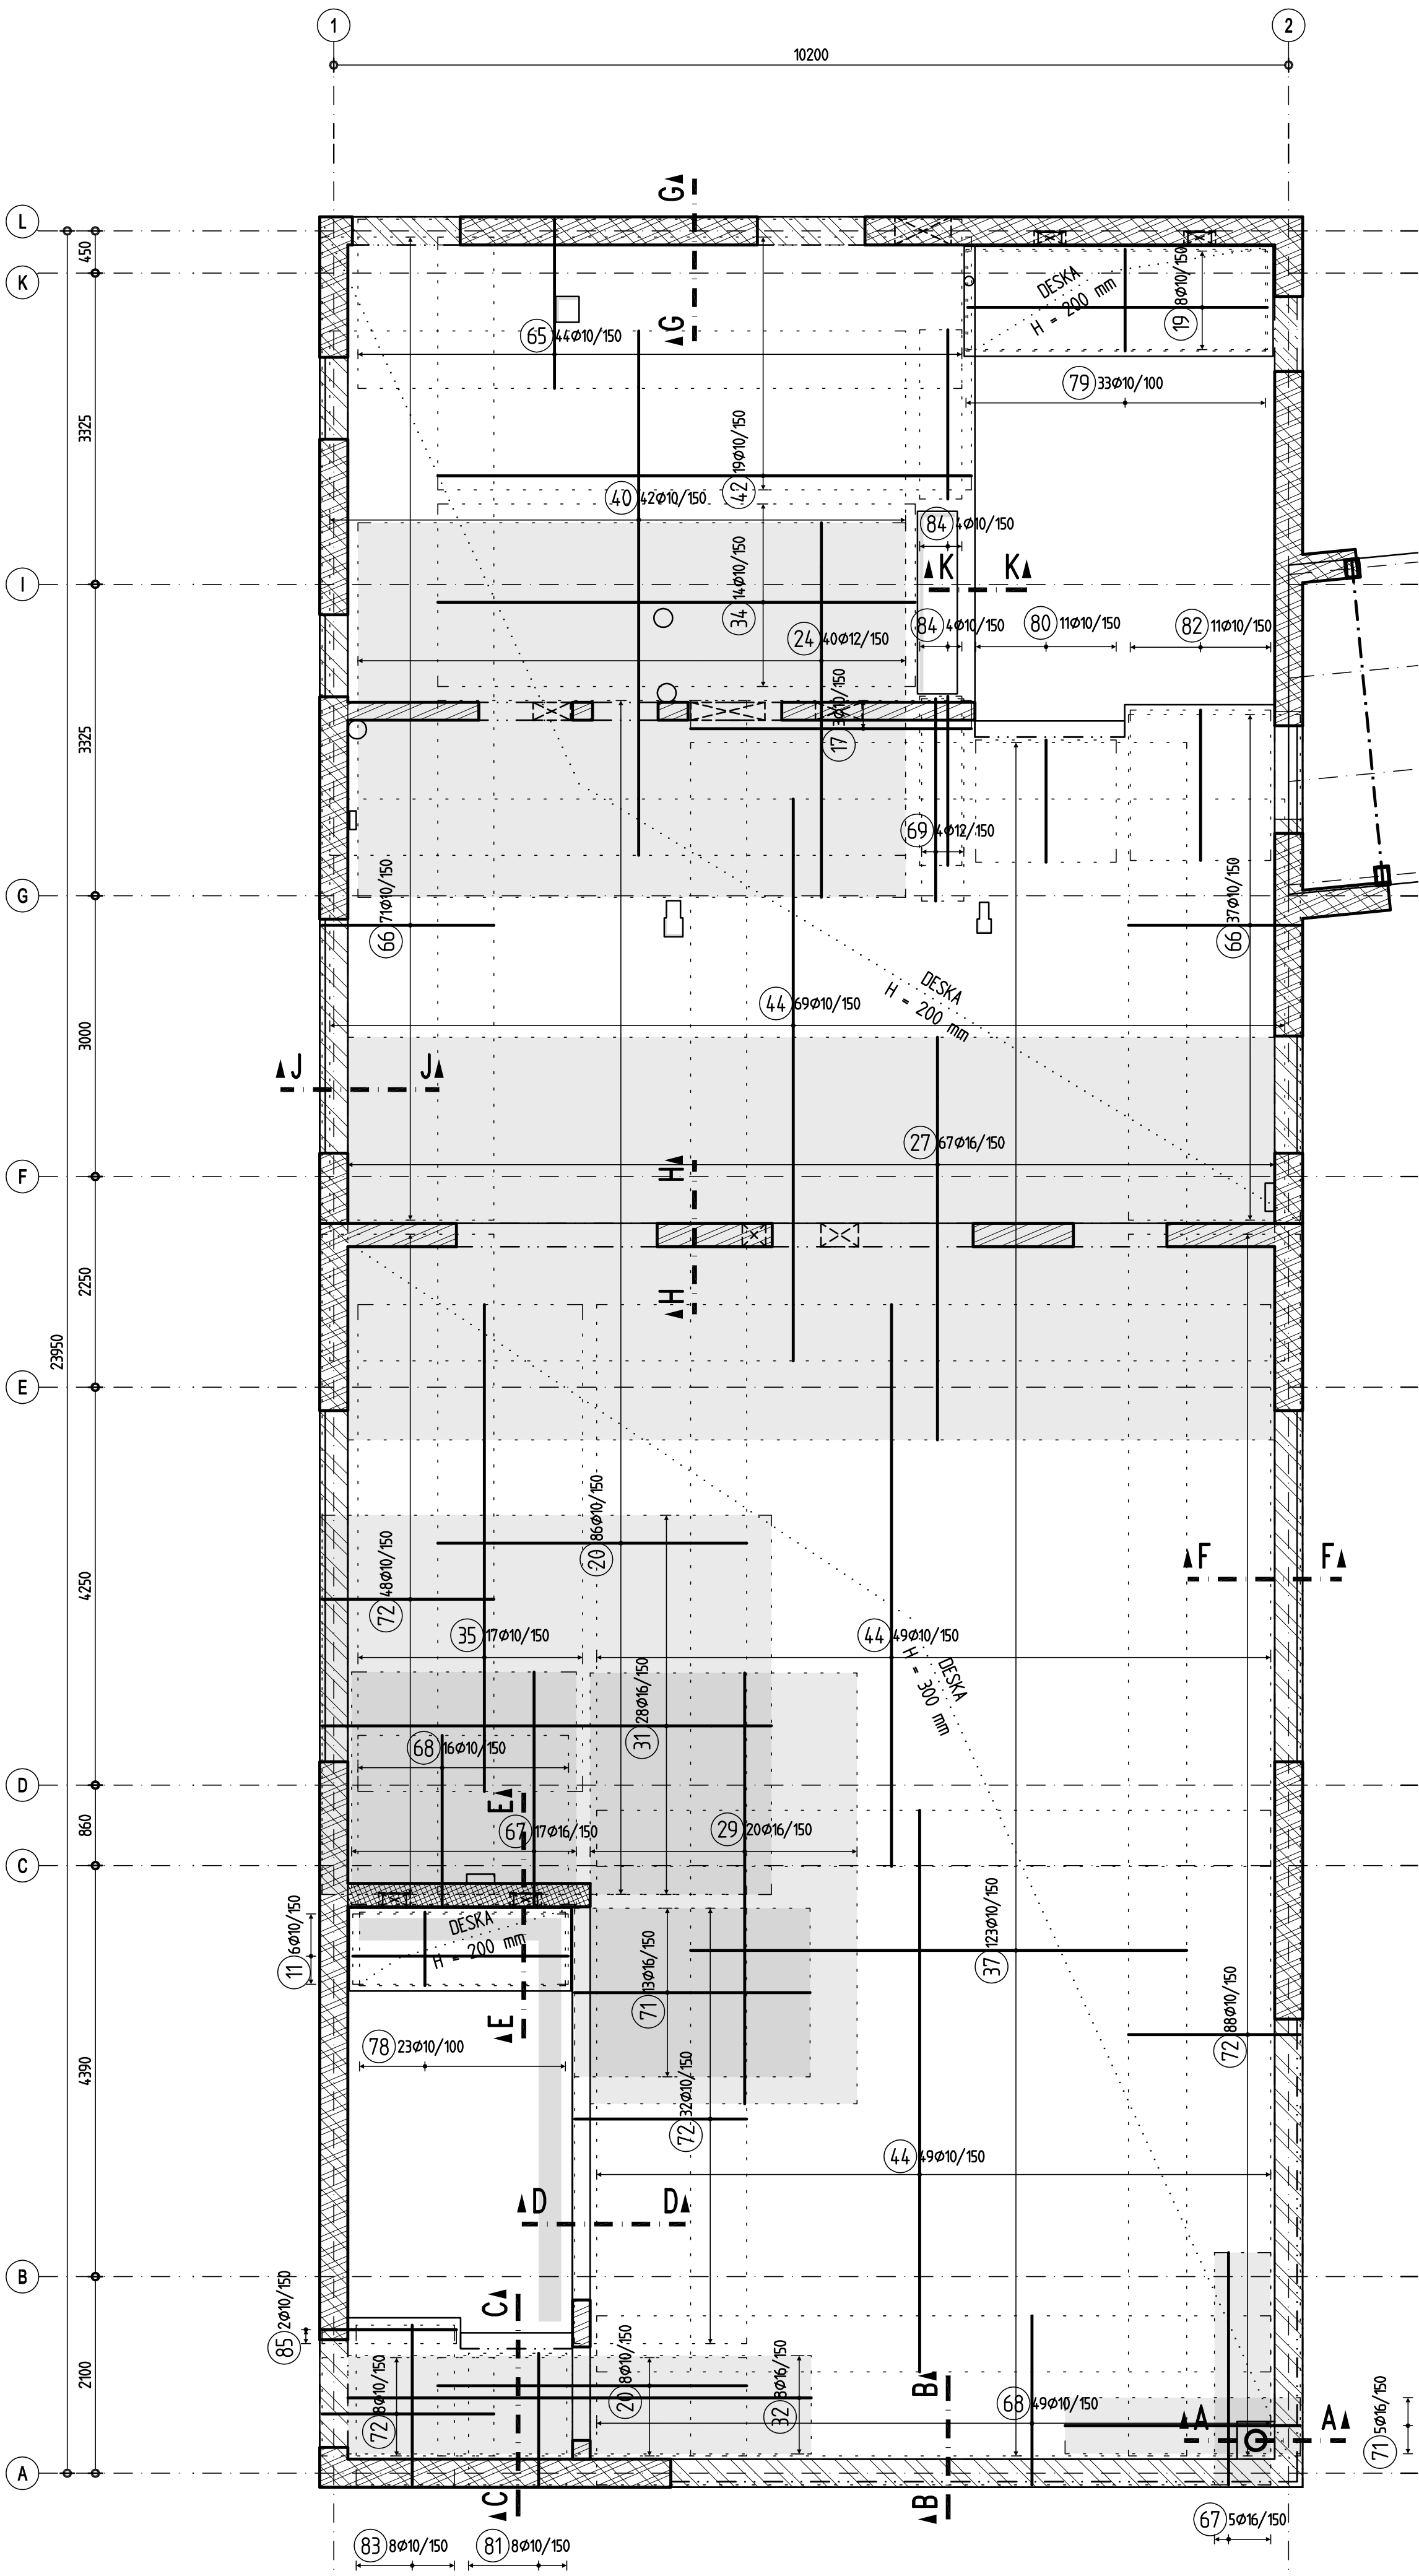 1
2
10200
L
K
I
G
F
E
D
C
B
A
450
3325
3325
3000
2250
23950
4250
860
4390
2100
G
G
DESKA
H = 200 mm
19 8Ø10/150
65 44Ø10/150
79 33Ø10/100
42 19Ø10/150
40 42Ø10/150
84 4Ø10/150
K
K
34 14Ø10/150
24 40Ø12/150
84 4Ø10/150
80 11Ø10/150
82 11Ø10/150
17 3Ø10/150
69 4Ø12/150
66 71Ø10/150
66 37Ø10/150
44 69Ø10/150
DESKA
H = 200 mm
J
J
27 67Ø16/150
H
H
20 86Ø10/150
72 48Ø10/150
F
F
35 17Ø10/150
44 49Ø10/150
DESKA
H = 300 mm
31 28Ø16/150
68 16Ø10/150
E
67 17Ø16/150
29 20Ø16/150
DESKA
H = 200 mm
11 6Ø10/150
37 123Ø10/150
71 13Ø16/150
E
78 23Ø10/100
72 88Ø10/150
72 32Ø10/150
44 49Ø10/150
D
D
C
85 2Ø10/150
72 8Ø10/150
20 8Ø10/150
32 8Ø16/150
B
68 49Ø10/150
A
A
71 5Ø16/150
C
B
67 5Ø16/150
83 8Ø10/150
81 8Ø10/150